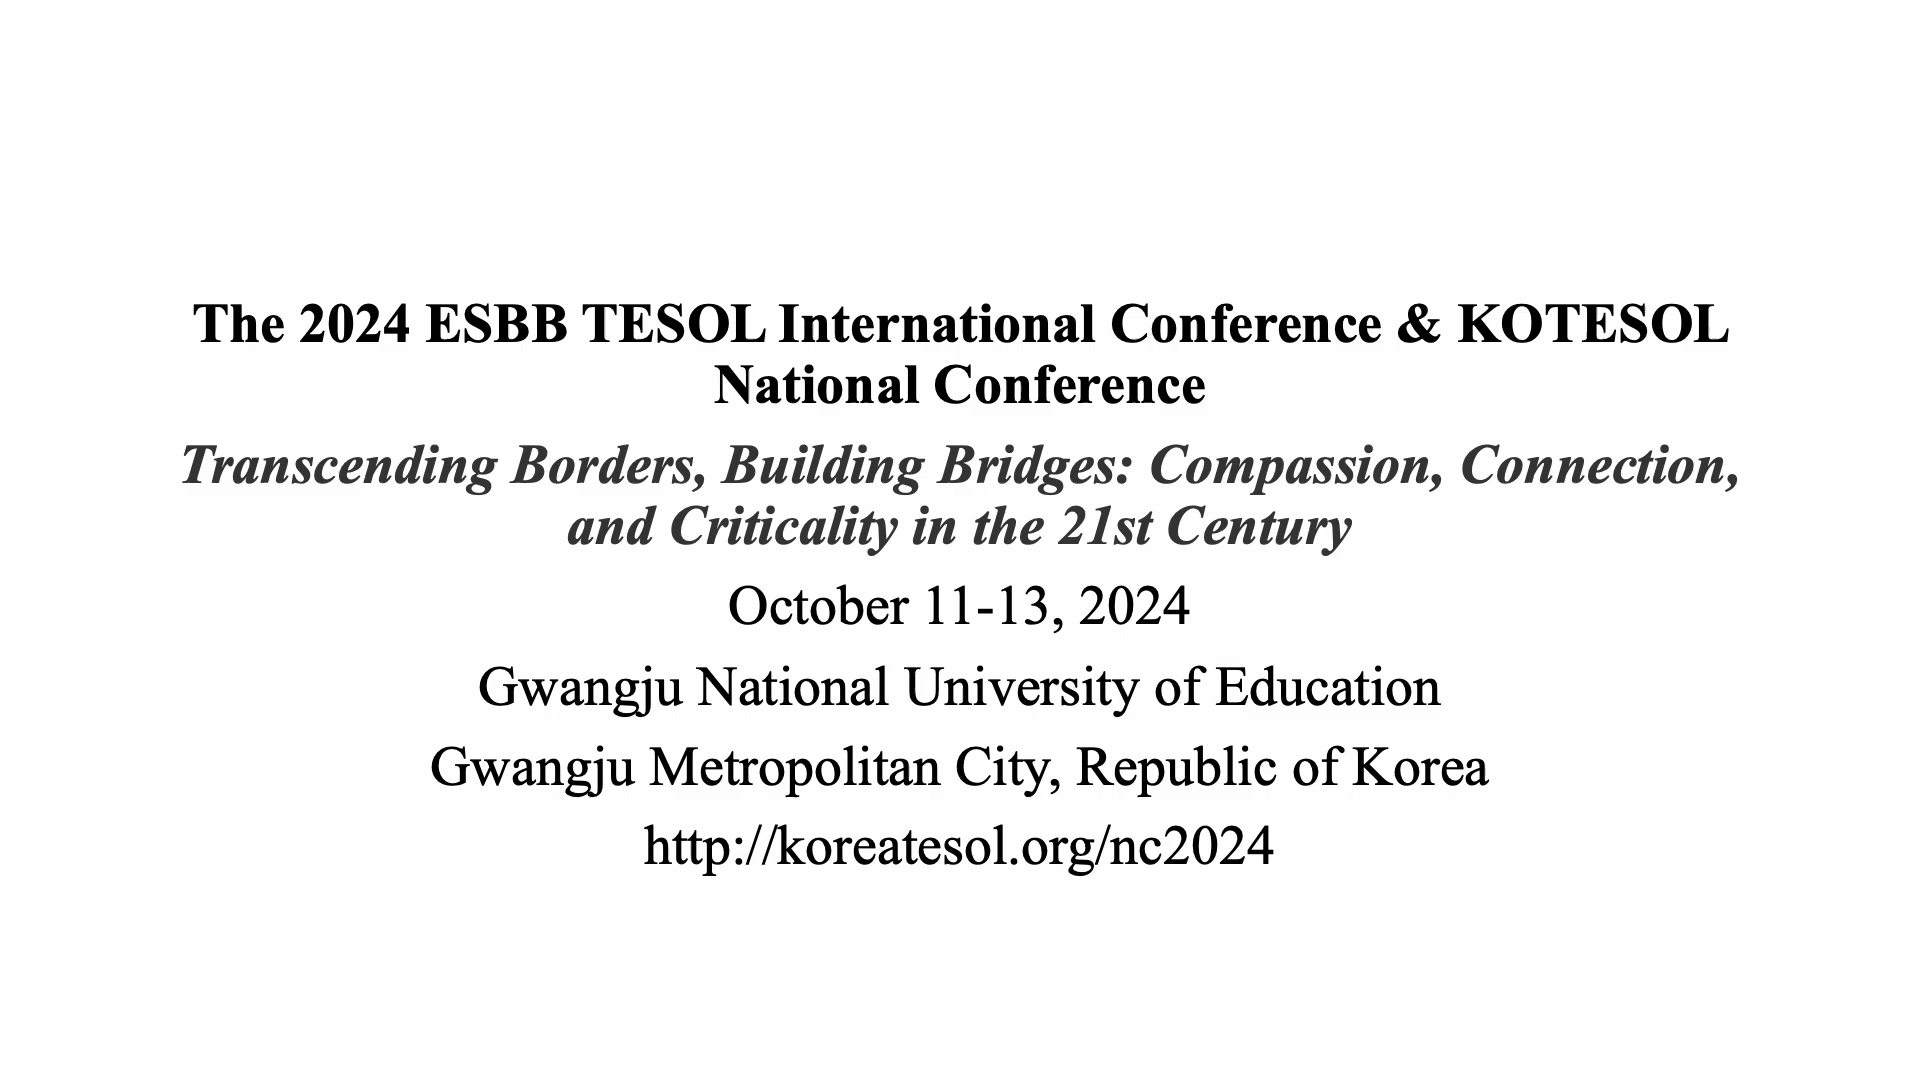 The 2024 ESBB TESOL International Conference & KOTESOL
National Conference
Transcending Borders, Building Bridges: Compassion, Connection,
and Criticality in the 21st Century
October 11-13, 2024
Gwangju National University of Education
Gwangju Metropolitan City, Republic of Korea
http://koreatesol.org/nc2024